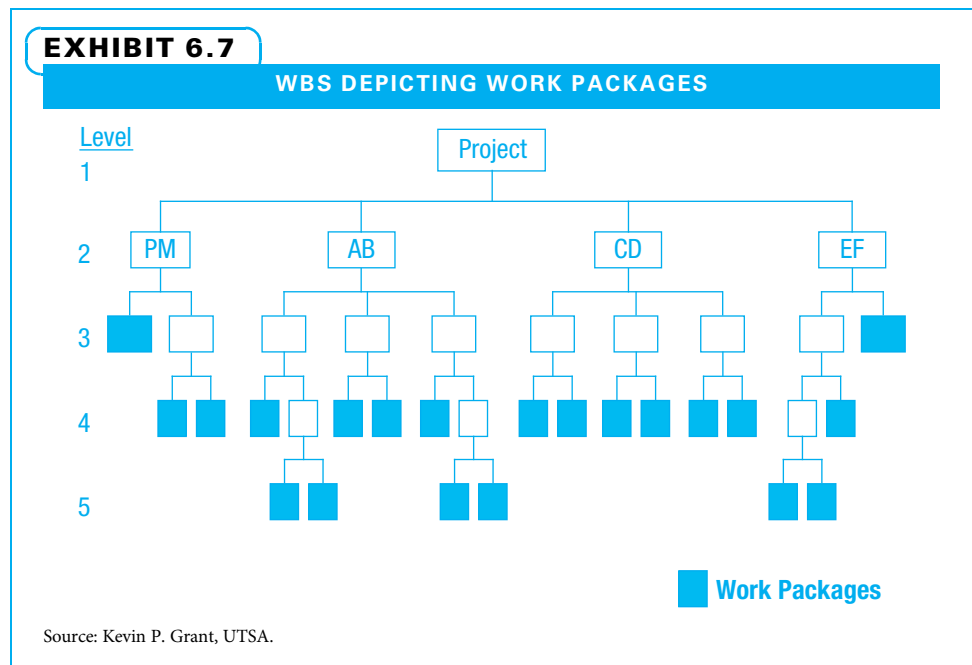 EXHIBIT 6.7
WBS DEPICTING WORK PACKAGES
Level
1
Project
2
PM
AB
CD
EF
3
4
5
Work Packages
Source: Kevin P. Grant, UTSA.